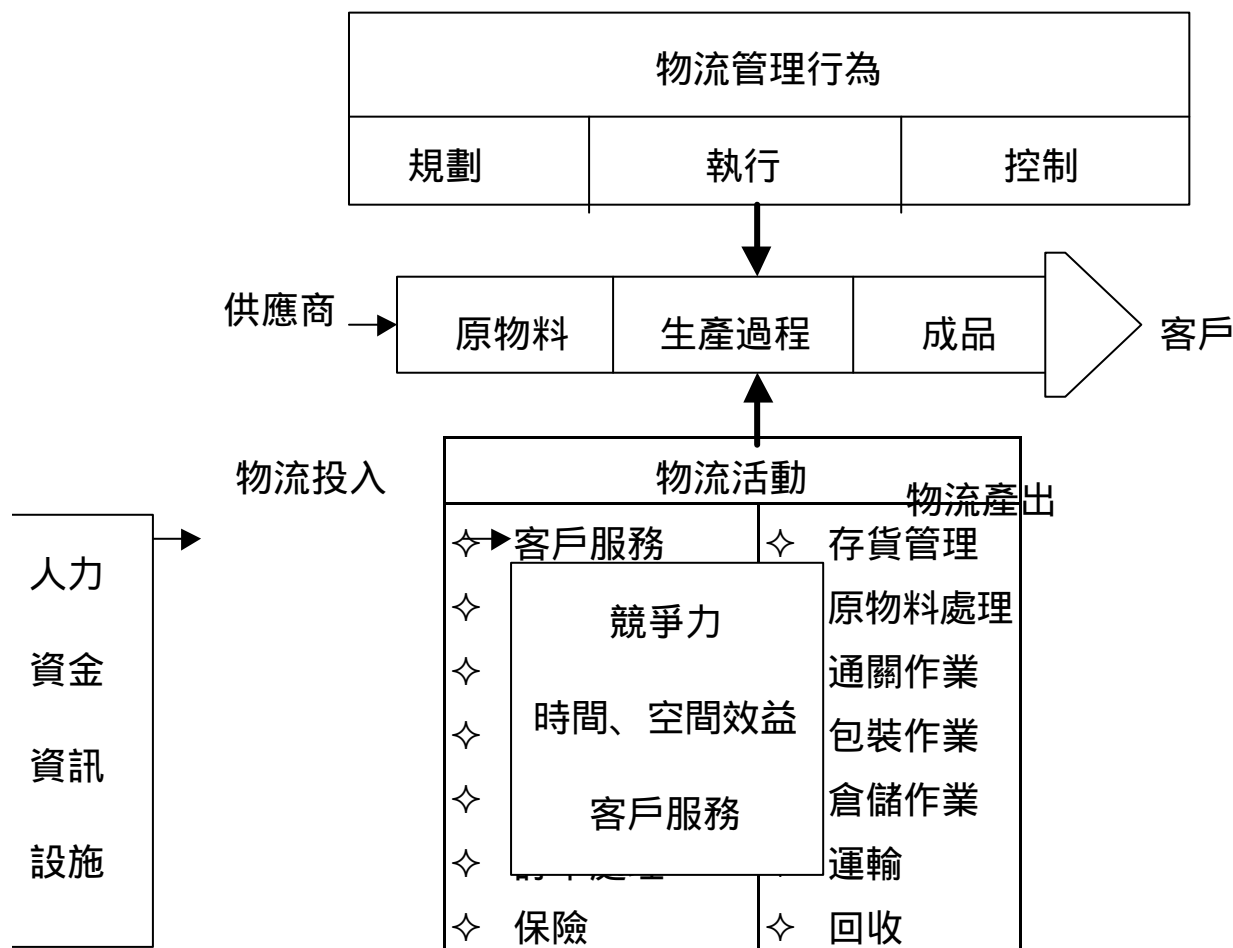 物流管理行為
規劃
執行
控制
供應商
原物料
生產過程
成品
客戶
物流投入
物流活動
物流產出
人力
資金
資訊
設施
客戶服務
存貨管理
競爭力
原物料處理
時間、空間效益
通關作業
包裝作業
客戶服務
倉儲作業
運輸
保險
回收